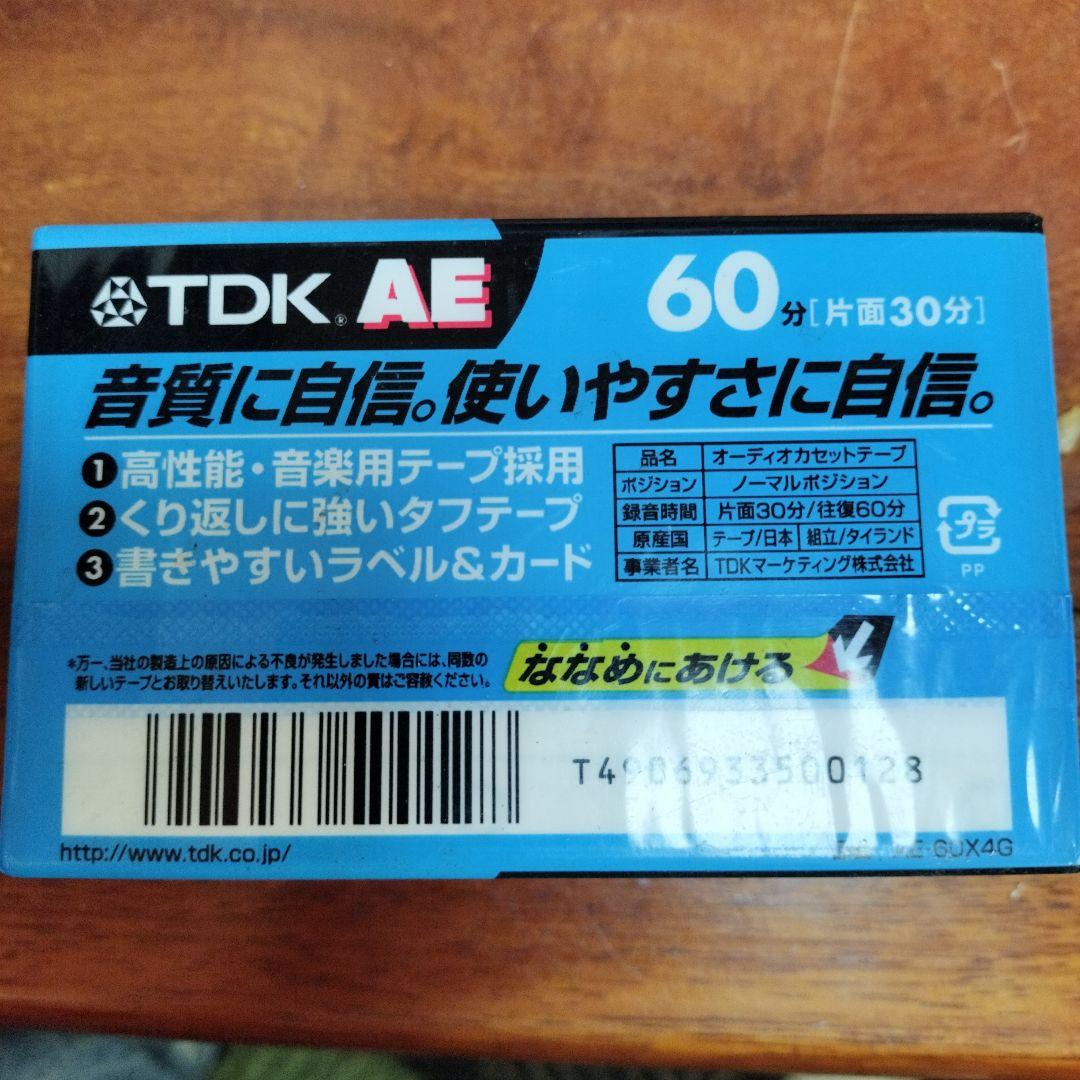 TDK® AE
60分[片面30分]
音質に自信。使いやすさに自信。
❶高性能・音楽用テープ採用
❷くり返しに強いタフテープ
❸書きやすいラベル&カード
品名 オーディオカセットテープ
ポジション ノーマルポジション
録音時間 片面30分/往復60分
原産国 テープ/日本 組立/タイランド
事業者名 TDKマーケティング株式会社
プラ
PP
*万一、当社の製造上の原因による不良が発生しました場合には、同数の
新しいテープとお取り替えいたします。それ以外の責はご容赦ください。
ななめにあける
T4906933500128
http://www.tdk.co.jp/
AE-60X4G